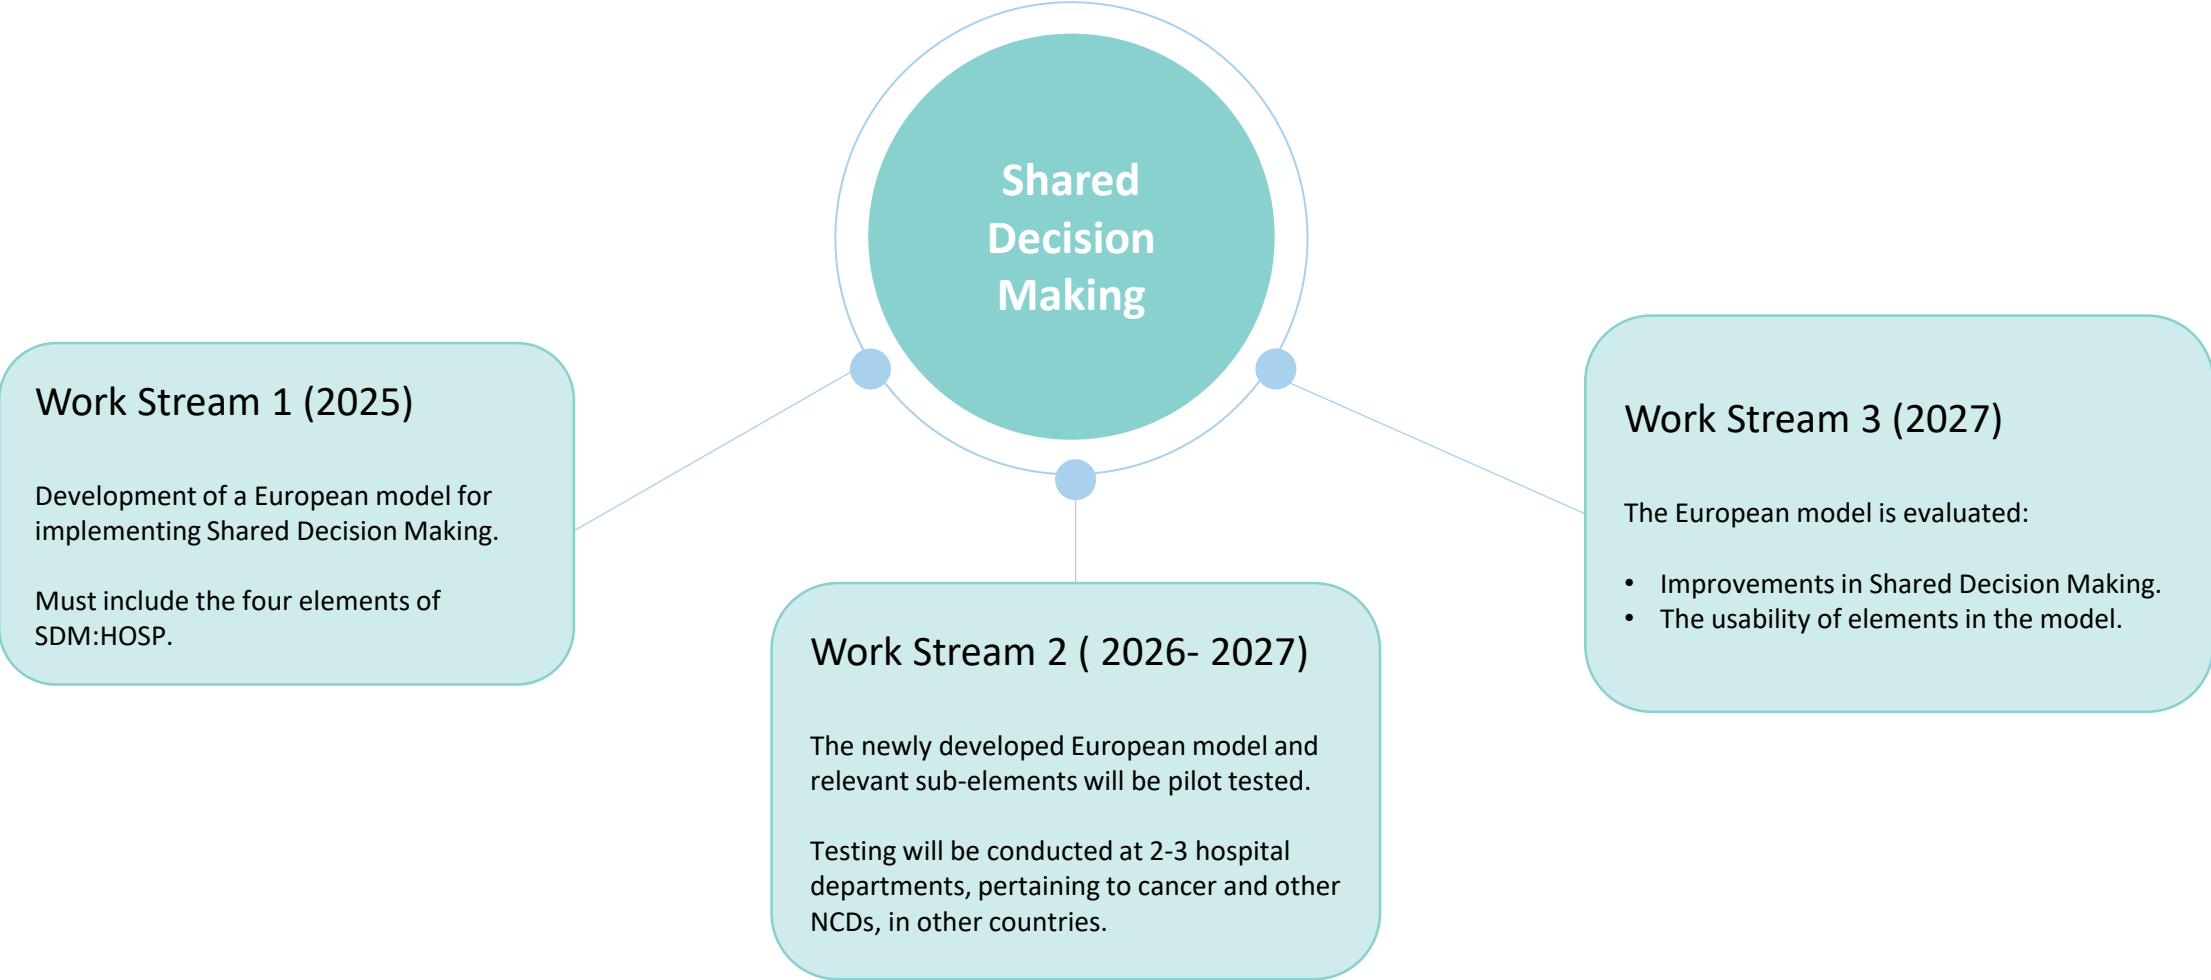 Shared
Decision
Making
Work Stream 1 (2025)
Development of a European model for
implementing Shared Decision Making.
Must include the four elements of
SDM:HOSP.
Work Stream 2 ( 2026- 2027)
The newly developed European model and
relevant sub-elements will be pilot tested.
Testing will be conducted at 2-3 hospital
departments, pertaining to cancer and other
NCDs, in other countries.
Work Stream 3 (2027)
The European model is evaluated:
• Improvements in Shared Decision Making.
• The usability of elements in the model.